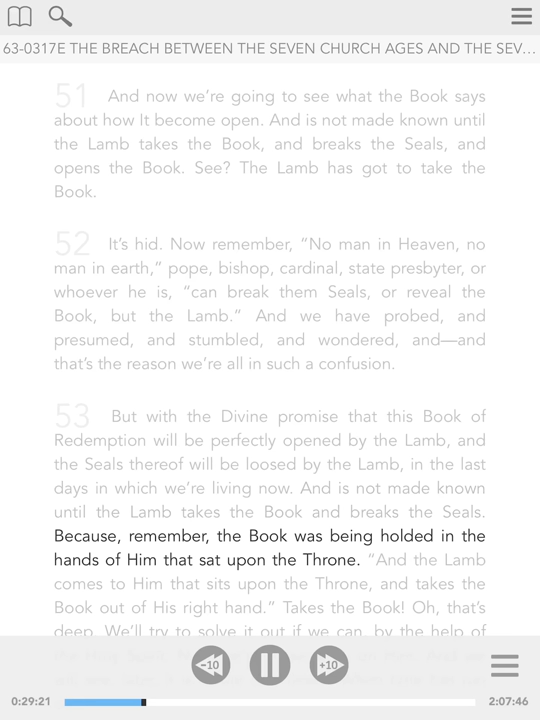 63-0317E THE BREACH BETWEEN THE SEVEN CHURCH AGES AND THE SEV...
51 And now we're going to see what the Book says
about how It become open. And is not made known until
the Lamb takes the Book, and breaks the Seals, and
opens the Book. See? The Lamb has got to take the
Book.
52 It's hid. Now remember, "No man in Heaven, no
man in earth," pope, bishop, cardinal, state presbyter, or
whoever he is, "can break them Seals, or reveal the
Book, but the Lamb." And we have probed, and
presumed, and stumbled, and wondered, and—and
that's the reason we're all in such a confusion.
53 But with the Divine promise that this Book of
Redemption will be perfectly opened by the Lamb, and
the Seals thereof will be loosed by the Lamb, in the last
days in which we're living now. And is not made known
until the Lamb takes the Book and breaks the Seals.
Because, remember, the Book was being holded in the
hands of Him that sat upon the Throne. "And the Lamb
comes to Him that sits upon the Throne, and takes the
Book out of His right hand." Takes the Book! Oh, that's
deep. We'll try to solve it out if we can, by the help of
-10
+10
0:29:21
2:07:46